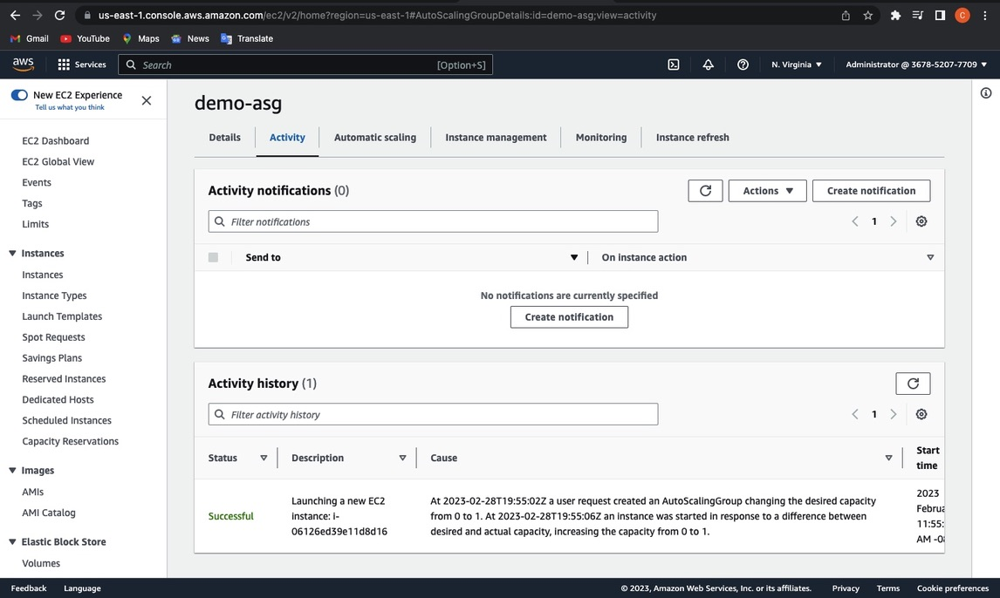 us-east-1.console.aws.amazon.com/ec2/v2/home?region=us-east-1#AutoScalingGroupDetails:id=demo-asg;view=activity
C
Gmail YouTube Maps News Translate
aws Services Search [Option+S] N. Virginia Administrator @ 3678-5207-7709
New EC2 Experience
Tell us what you think
EC2 Dashboard
EC2 Global View
Events
Tags
Limits
Instances
Instances
Instance Types
Launch Templates
Spot Requests
Savings Plans
Reserved Instances
Dedicated Hosts
Scheduled Instances
Capacity Reservations
Images
AMIs
AMI Catalog
Elastic Block Store
Volumes
demo-asg
Details Activity Automatic scaling Instance management Monitoring Instance refresh
Activity notifications (0) Actions Create notification
Filter notifications 1
Send to On instance action
No notifications are currently specified
Create notification
Activity history (1)
Filter activity history 1
Status Description Cause Start
time
Successful
Launching a new EC2
instance: i-
06126ed39e11d8d16
At 2023-02-28T19:55:02Z a user request created an AutoScalingGroup changing the desired capacity
from 0 to 1. At 2023-02-28T19:55:06Z an instance was started in response to a difference between
desired and actual capacity, increasing the capacity from 0 to 1.
2023
Februa
11:55:
AM -08
Feedback Language © 2023, Amazon Web Services, Inc. or its affiliates. Privacy Terms Cookie preferences